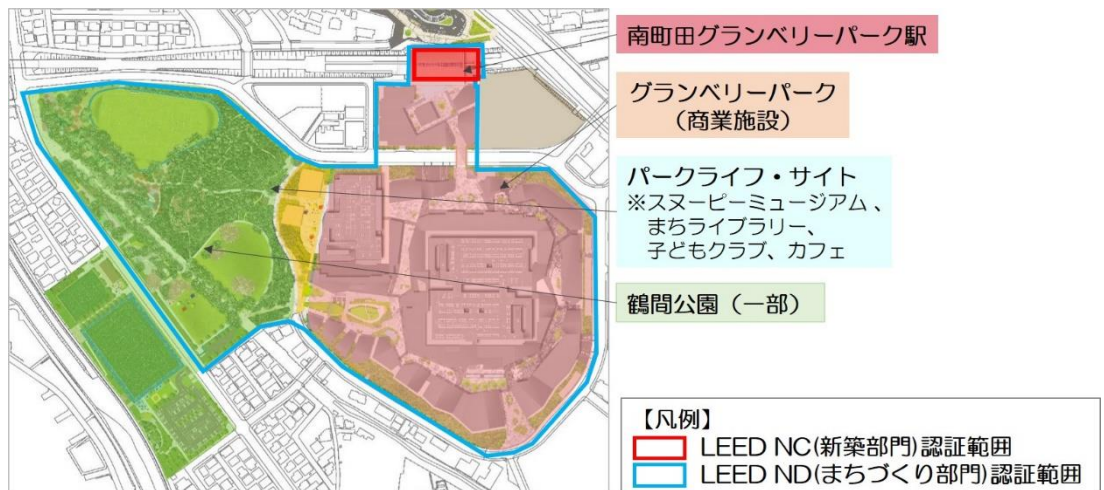 南町田グランベリーパーク駅
グランベリーパーク
（商業施設）
パークライフ・サイト
※スヌーピーミュージアム、
まちライブラリー、
子どもクラブ、カフェ
鶴間公園（一部）
【凡例】
LEED NC(新築部門)認証範囲
LEED ND(まちづくり部門)認証範囲